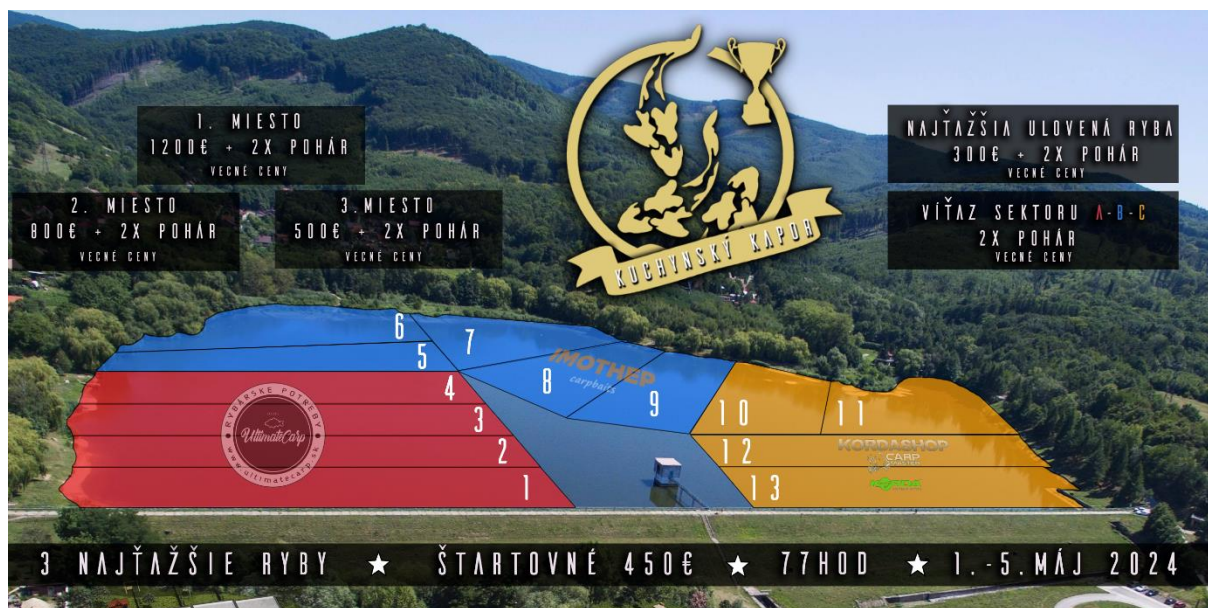 1. MIESTO
1200€ + 2X POHÁR
VECNÉ CENY
2. MIESTO
800€ + 2X POHÁR
VECNÉ CENY
3.MIESTO
500€ + 2X POHÁR
VECNÉ CENY
KUCHYNSKÝ KAPOR
NAJŤAŽŠIA ULOVENÁ RYBA
300€ + 2X POHÁR
VECNÉ CENY
VÍŤAZ SEKTORU A-B-C
2X POHÁR
VECNÉ CENY
6
7
5
IMOTHEP
carpbaits
8
9
4
3
2
1
RYBÁRSKE POTREBY
UltimateCarp
www.ultimatecarp.sk
10
11
12
13
KORDASHOP
CARP
3 NAJŤAŽŠIE RYBY ★ ŠTARTOVNÉ 450€ ★ 77HOD ★ 1.-5.MÁJ 2024